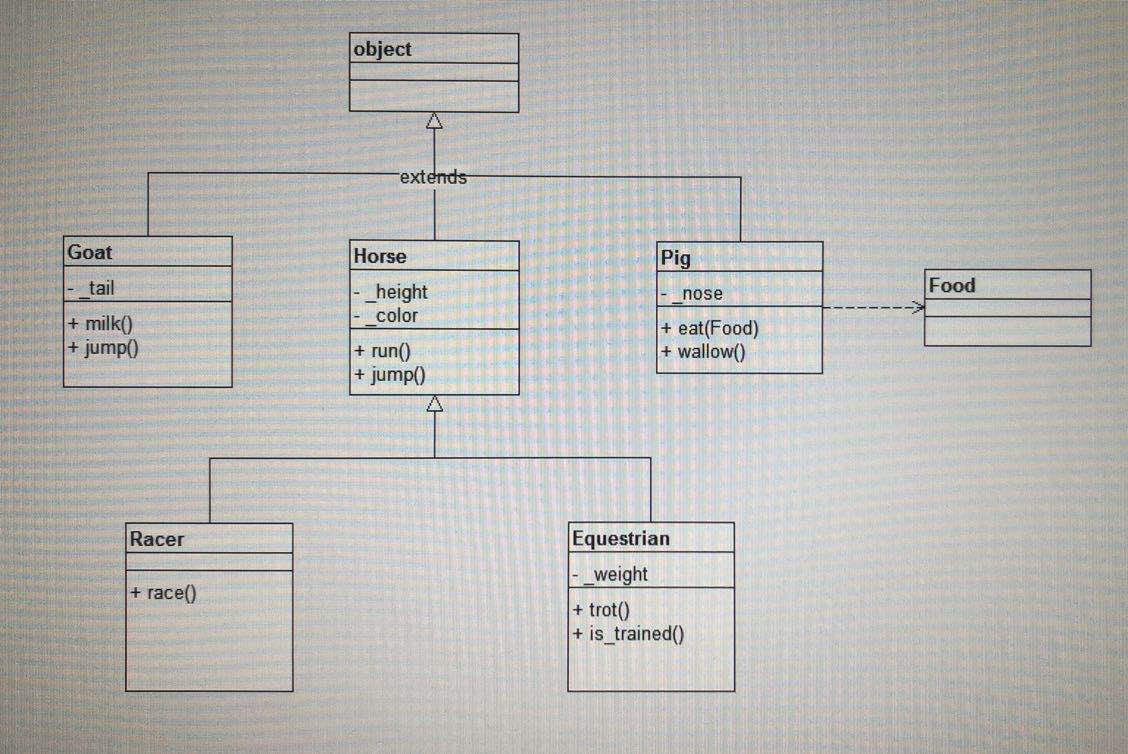 object
extends
Goat
- _tail
+ milk()
+ jump()
Horse
- _height
- _color
+ run()
+ jump()
Pig
- _nose
+ eat(Food)
+ wallow()
Food
Racer
+ race()
Equestrian
- _weight
+ trot()
+ is_trained()